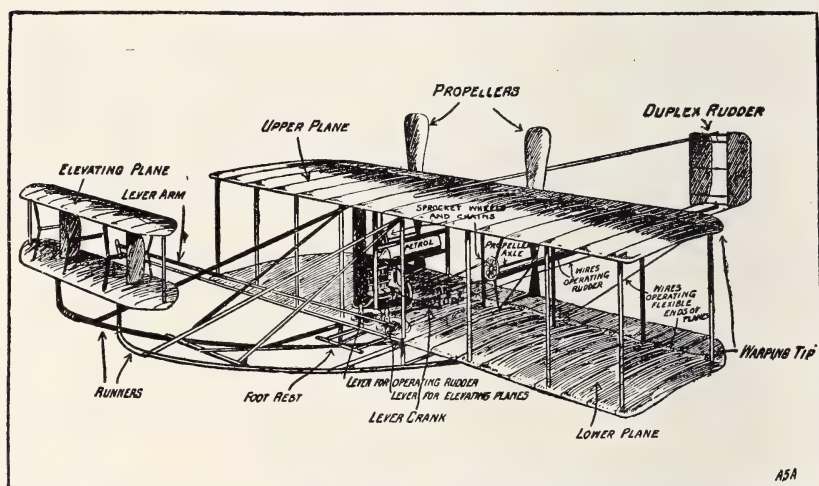 PROPELLERS
DUPLEX RUDDER
UPPER PLANE
ELEVATING PLANE
LEVER ARM
SPROCKET WHEELS
AND CHAINS
PETROL
PROPELLER
AXLE
WIRES
OPERATING
RUDDER
WIRES
OPERATING
FLEXIBLE
ENDS OF
PLANES
WARPING TIP
RUNNERS
FOOT REST
LEVER FOR OPERATING RUDDER
LEVER FOR ELEVATING PLANES
LEVER CRANK
LOWER PLANE